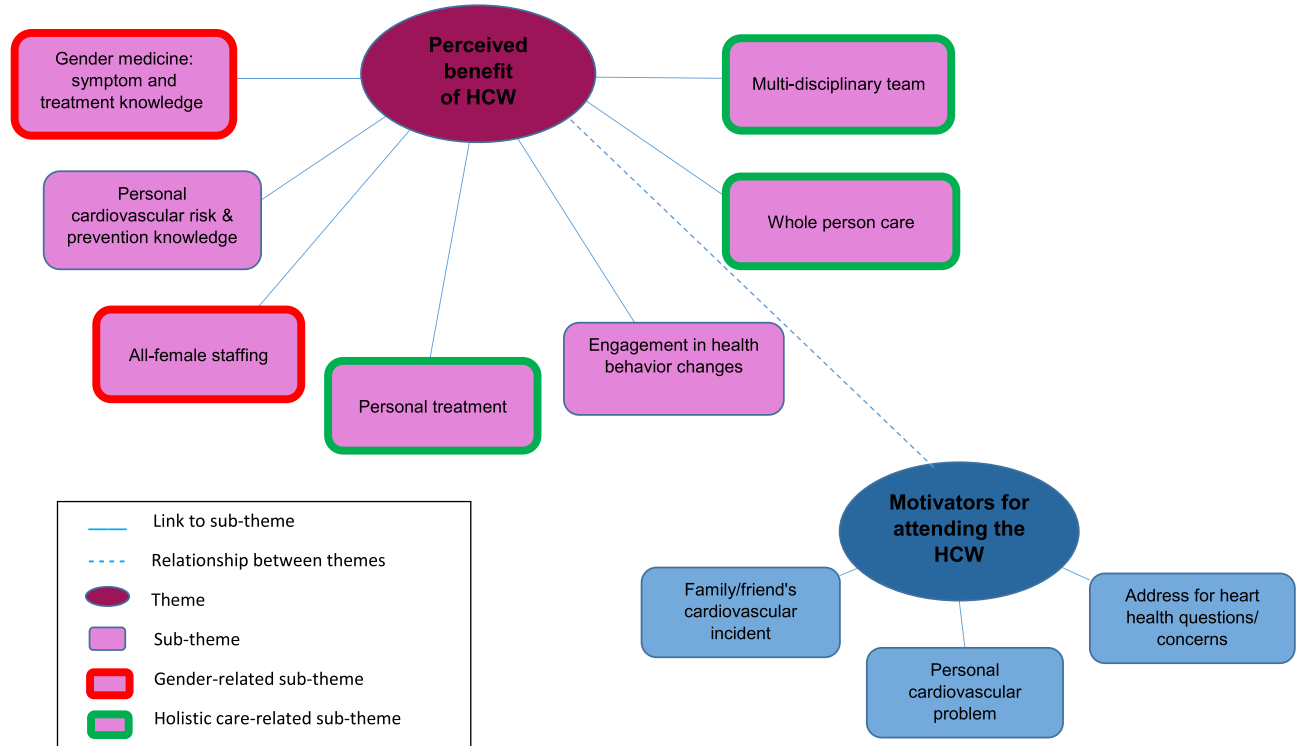 Perceived
benefit
of HCW
Gender medicine:
symptom and
treatment knowledge
Multi-disciplinary team
Personal
cardiovascular risk &
prevention knowledge
Whole person care
All-female staffing
Personal treatment
Engagement in health
behavior changes
Motivators for
attending the
HCW
Family/friend's
cardiovascular
incident
Personal
cardiovascular
problem
Address for heart
health questions/
concerns
Link to sub-theme
Relationship between themes
Theme
Sub-theme
Gender-related sub-theme
Holistic care-related sub-theme